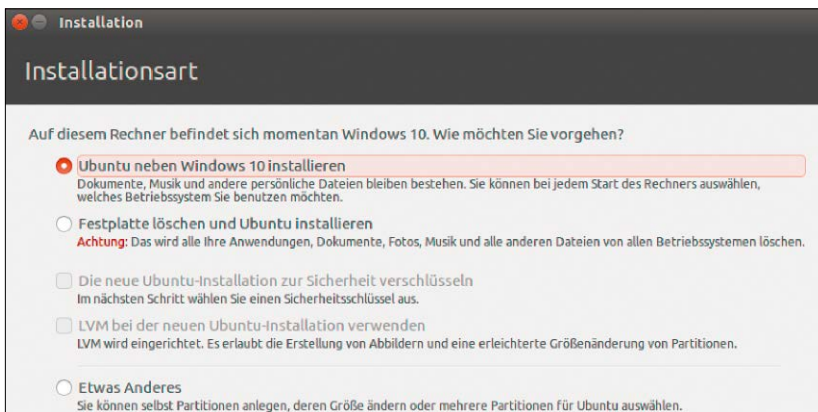 Installation
Installationsart
Auf diesem Rechner befindet sich momentan Windows 10. Wie möchten Sie vorgehen?
Ubuntu neben Windows 10 installieren
Dokumente, Musik und andere persönliche Dateien bleiben bestehen. Sie können bei jedem Start des Rechners auswählen,
welches Betriebssystem Sie benutzen möchten.
Festplatte löschen und Ubuntu installieren
Achtung: Das wird alle Ihre Anwendungen, Dokumente, Fotos, Musik und alle anderen Dateien von allen Betriebssystemen löschen.
Die neue Ubuntu-Installation zur Sicherheit verschlüsseln
Im nächsten Schritt wählen Sie einen Sicherheitsschlüssel aus.
LVM bei der neuen Ubuntu-Installation verwenden
LVM wird eingerichtet. Es erlaubt die Erstellung von Abbildern und eine erleichterte Größenänderung von Partitionen.
Etwas Anderes
Sie können selbst Partitionen anlegen, deren Größe ändern oder mehrere Partitionen für Ubuntu auswählen.